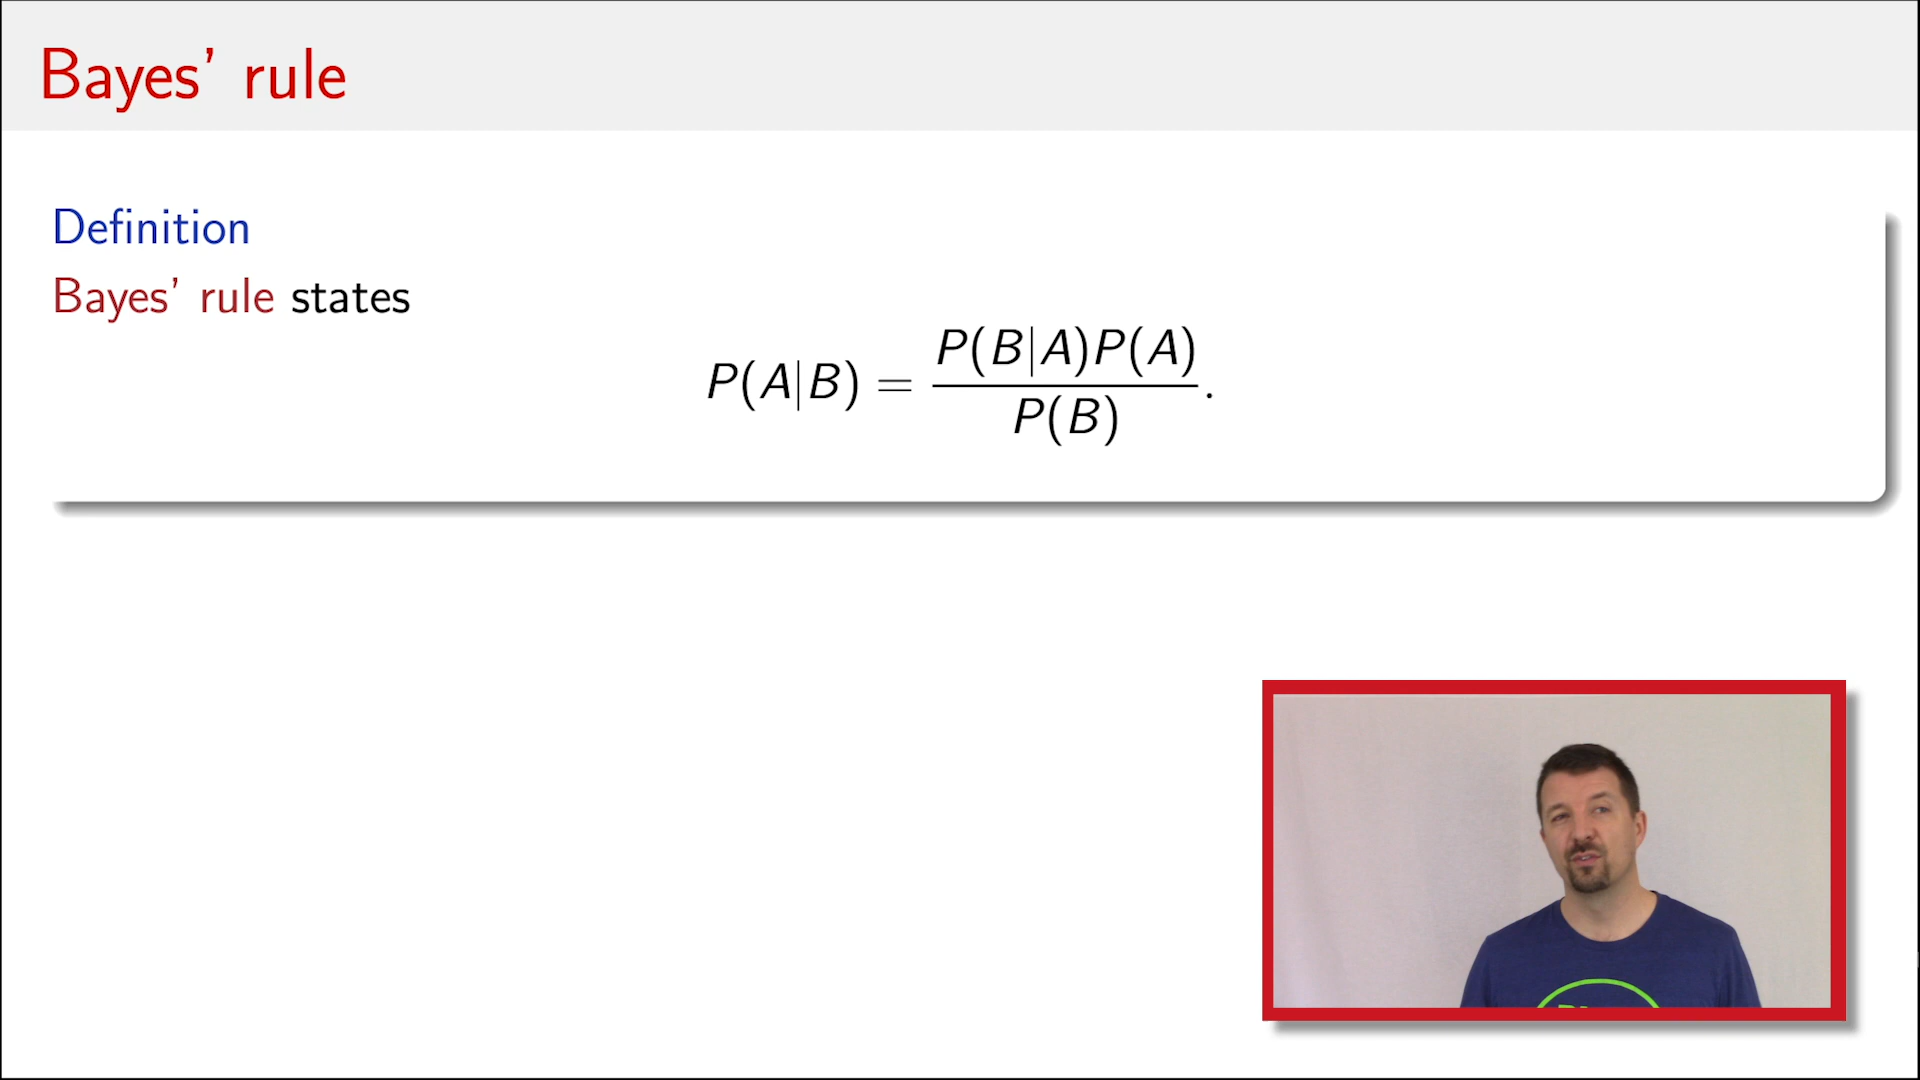 Bayes' rule
Definition
Bayes' rule states
P(A|B) = P(B|A)P(A) / P(B).